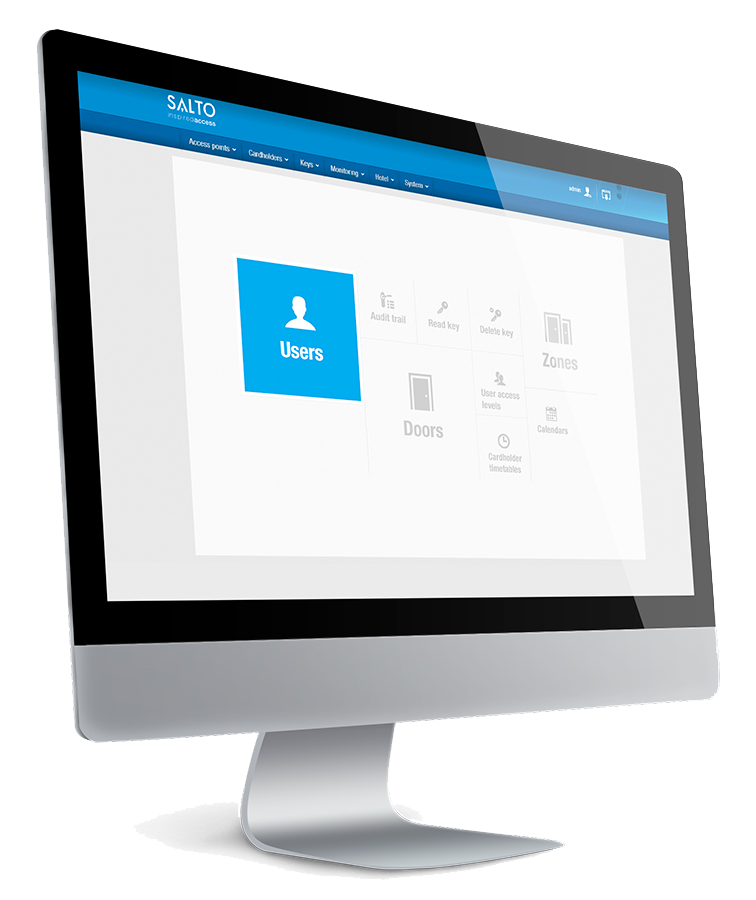 SALTO
inspiredaccess
Access points
Cardholders
Keys
Monitoring
Hotel
System
admin
Users
Audit trail
Read key
Delete key
Zones
Doors
User access
levels
Calendars
Cardholder
timetables